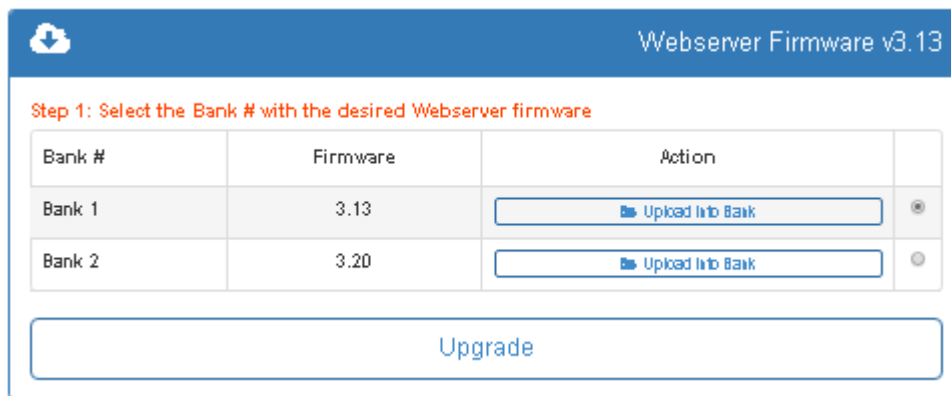 Webserver Firmware v3.13
Step 1: Select the Bank # with the desired Webserver firmware
Bank # Firmware Action
Bank 1 3.13 Upload Into Bank
Bank 2 3.20 Upload Into Bank
Upgrade